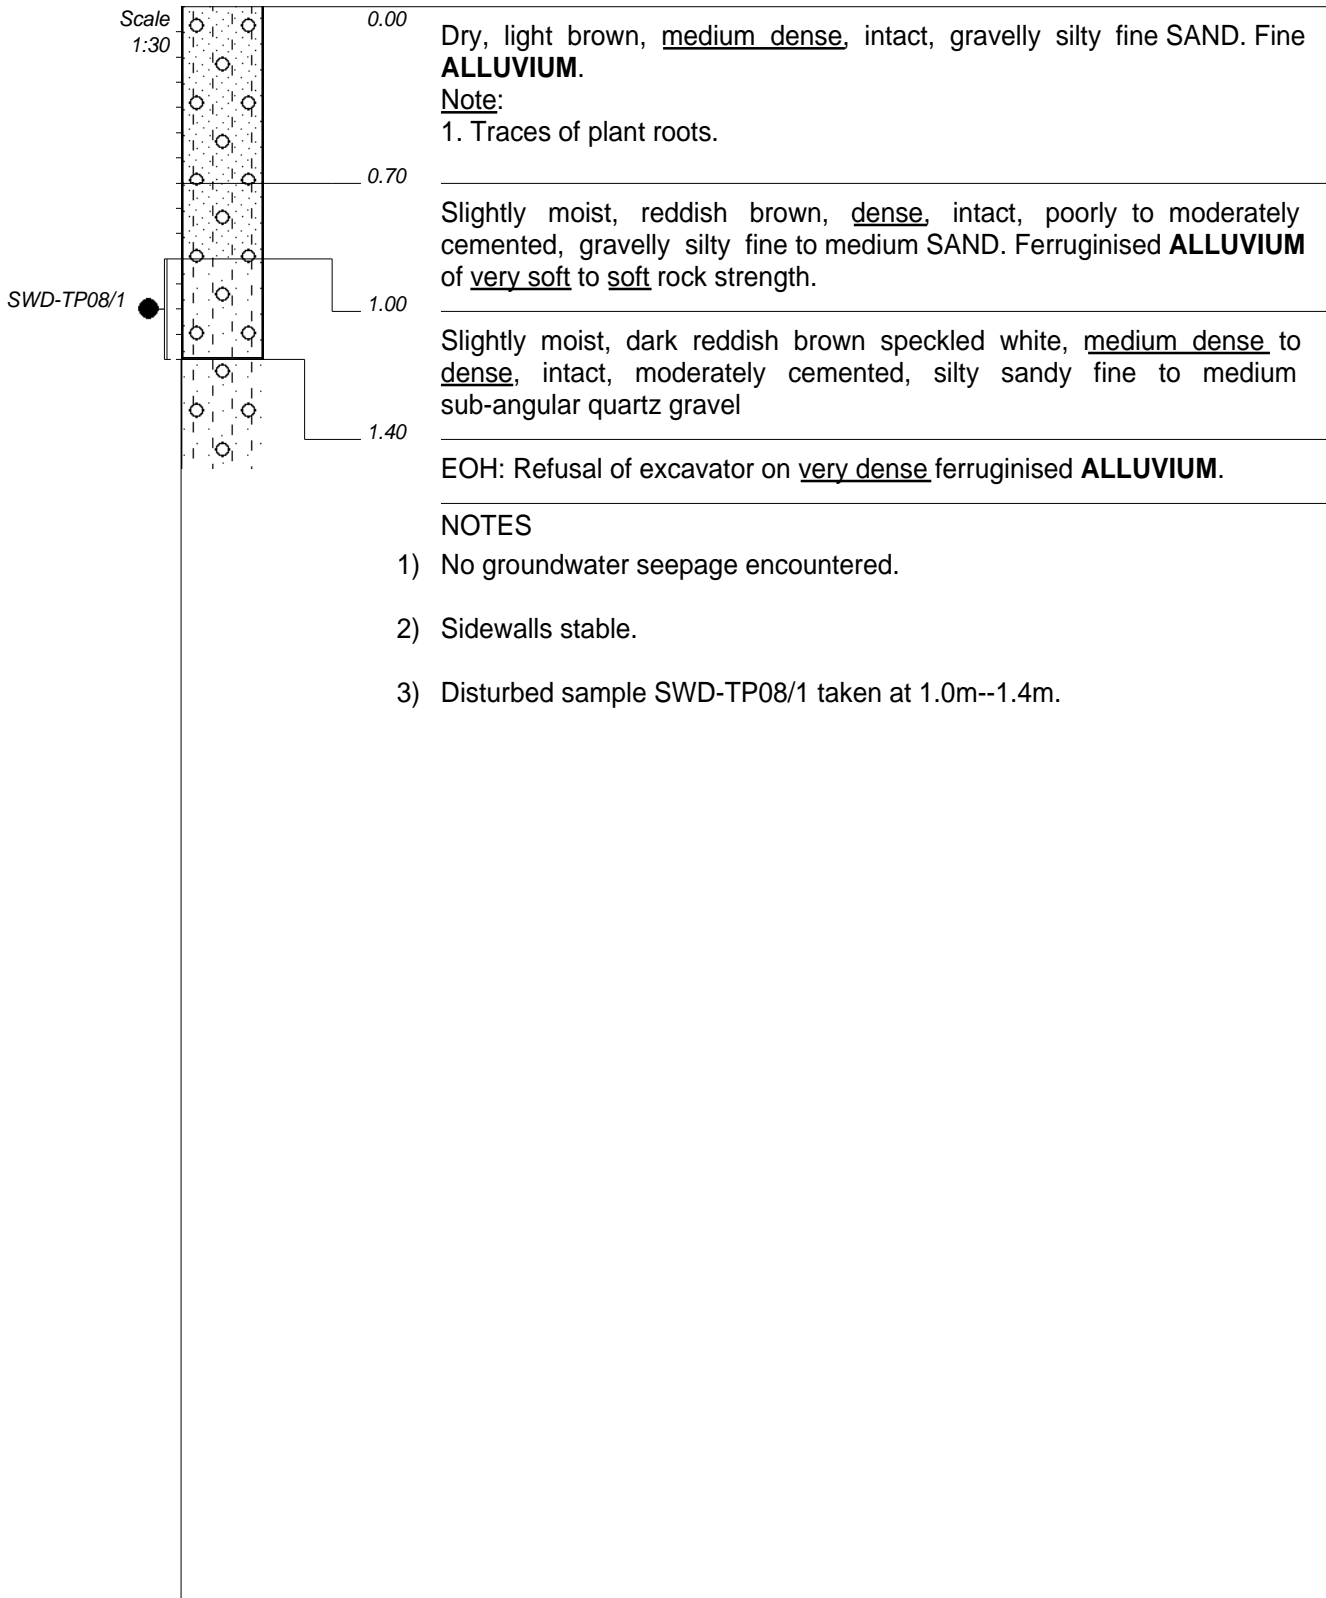 Scale
1:30
0.00
Dry, light brown, medium dense, intact, gravelly silty fine SAND. Fine
ALLUVIUM.
Note:
1. Traces of plant roots.
0.70
Slightly moist, reddish brown, dense, intact, poorly to moderately
cemented, gravelly silty fine to medium SAND. Ferruginised ALLUVIUM
of very soft to soft rock strength.
SWD-TP08/1
1.00
Slightly moist, dark reddish brown speckled white, medium dense to
dense, intact, moderately cemented, silty sandy fine to medium
sub-angular quartz gravel
1.40
EOH: Refusal of excavator on very dense ferruginised ALLUVIUM.
NOTES
1) No groundwater seepage encountered.
2) Sidewalls stable.
3) Disturbed sample SWD-TP08/1 taken at 1.0m--1.4m.